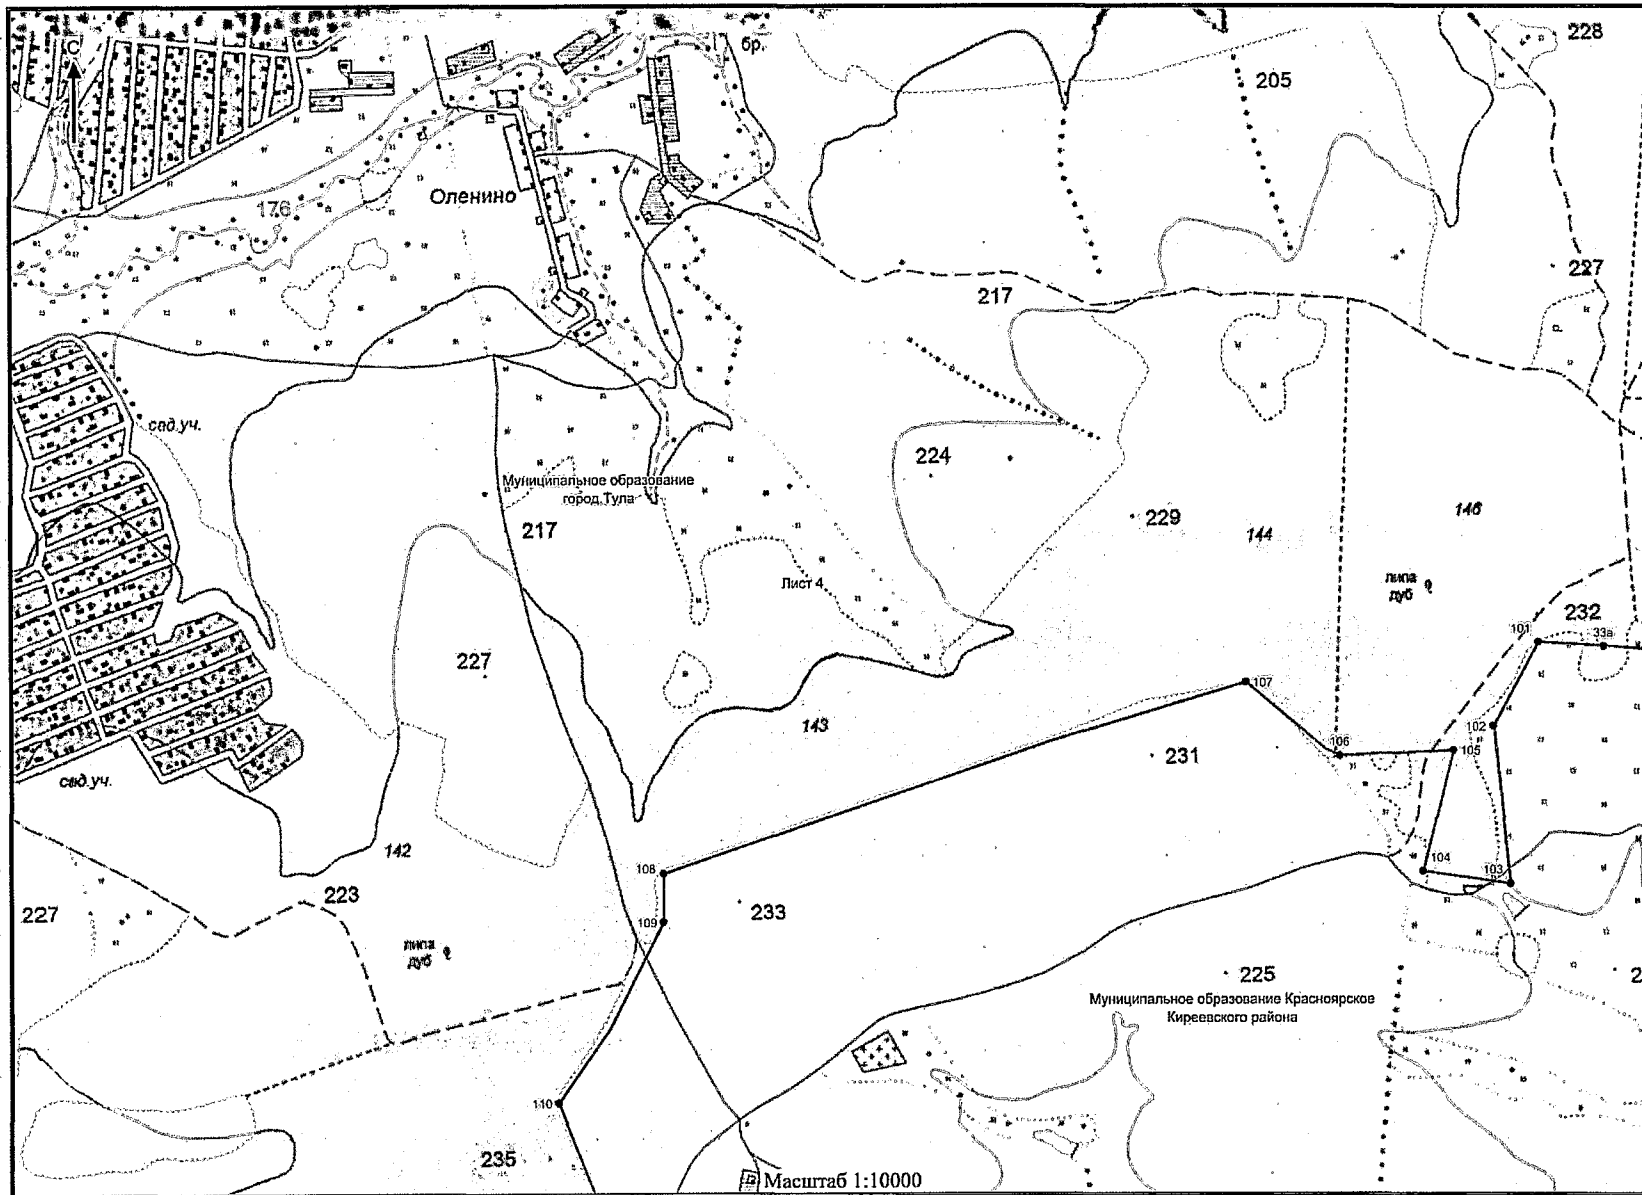 С
бр.
228
205
Оленино
176
227
217
сад.уч.
224
Муниципальное образование
город Тула
217
229
144
146
Лист 4
липа
дуб
232
101
33а
227
107
143
102
106
105
231
сад.уч.
142
108
104
103
223
227
233
109
липа
дуб
225
2
Муниципальное образование Красноярское
Киреевского района
110
235
Масштаб 1:10000